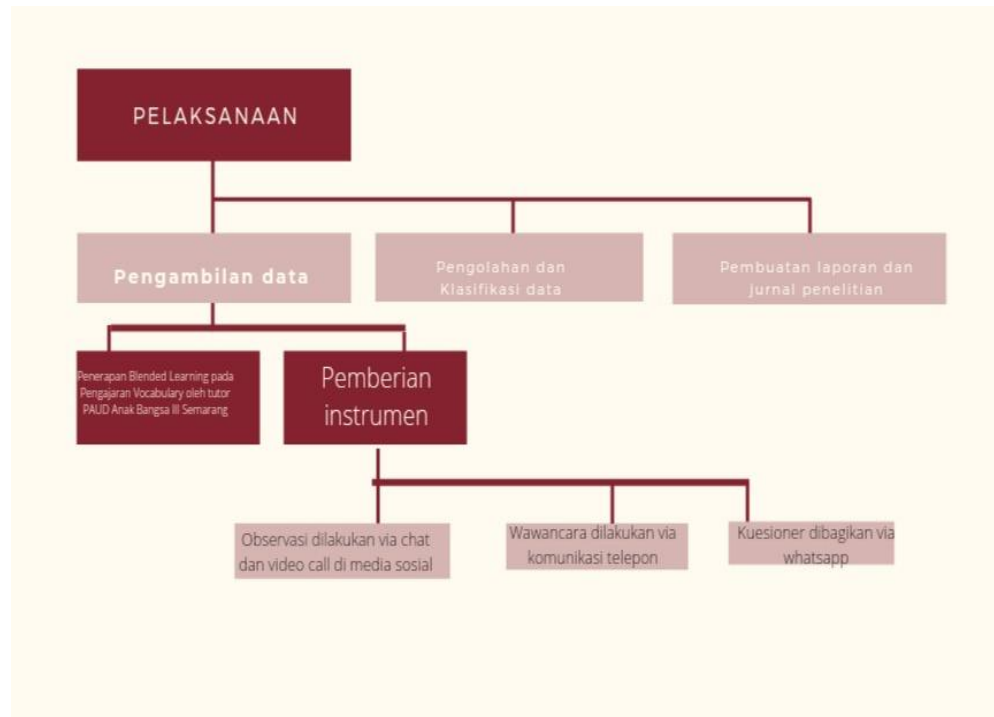 PELAKSANAAN
Pengambilan data
Pengolahan dan
Klasifikasi data
Pembuatan laporan dan
jurnal penelitian
Penerapan Blended Learning pada
Pengajaran Vocabulary oleh tutor
PAUD Anak Bangsa III Semarang
Pemberian
instrumen
Observasi dilakukan via chat
dan video call di media sosial
Wawancara dilakukan via
komunikasi telepon
Kuesioner dibagikan via
whatsapp